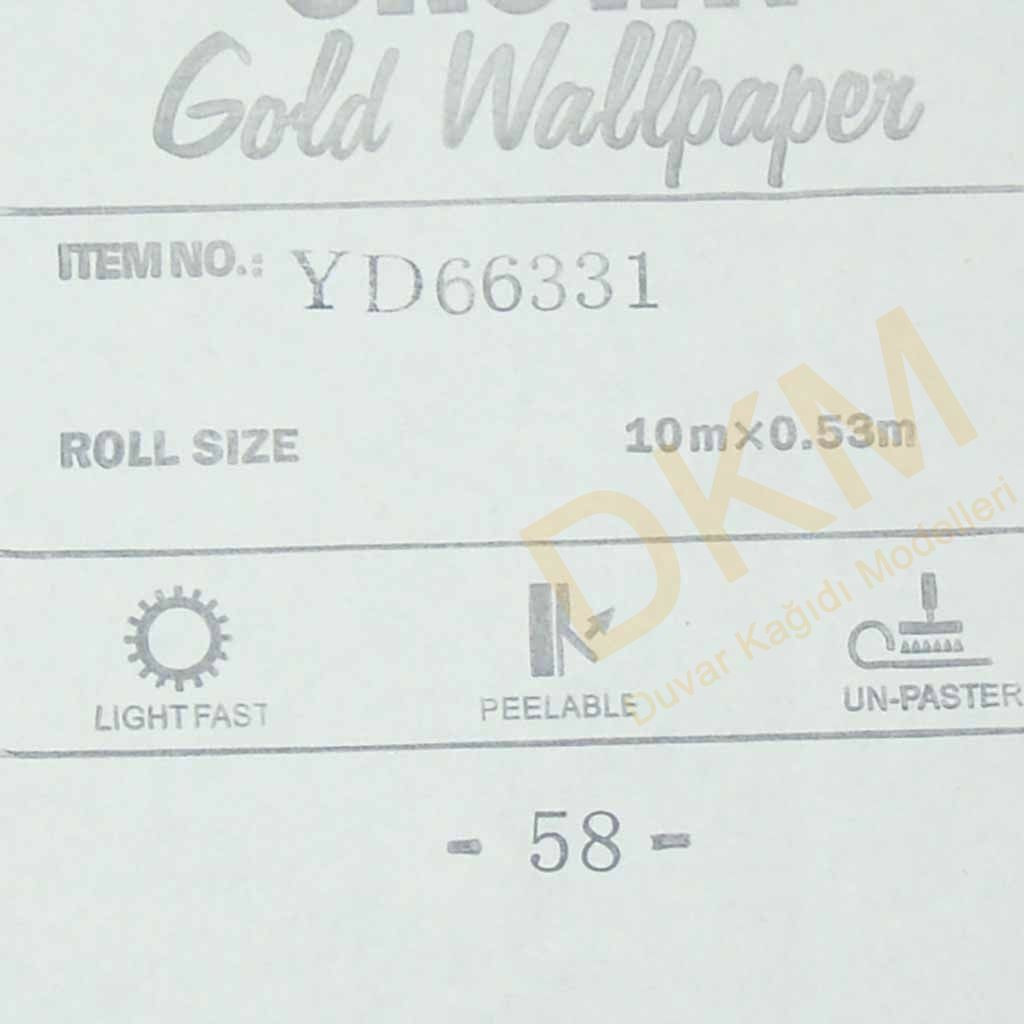 Gold Wallpaper
ITEM NO.: YD66331
ROLL SIZE 10m×0.53m
LIGHT FAST PEELABLE UN-PASTER
- 58 -
DKM
Duvar Kağıdı Modelleri